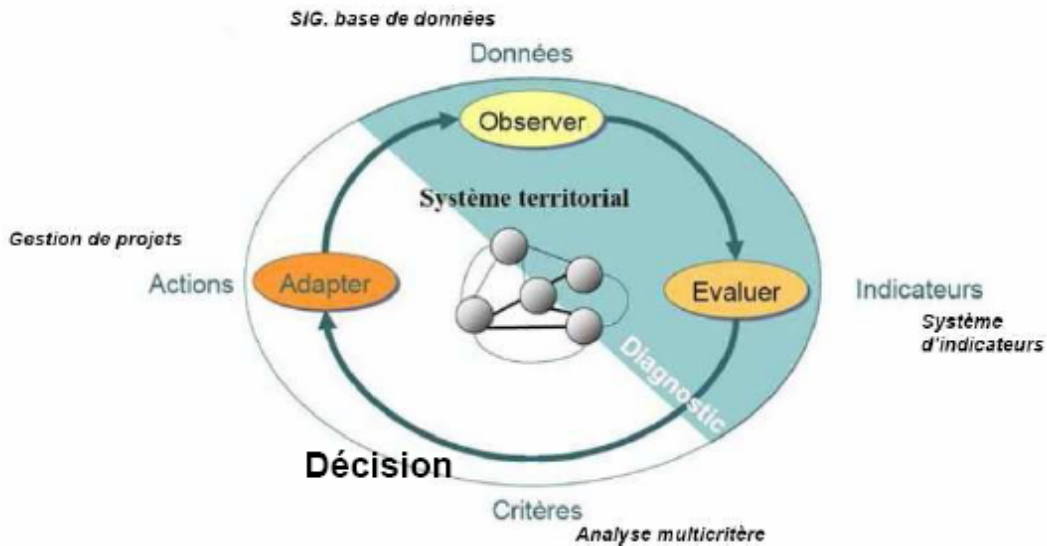 SIG. base de données
Données
Observer
Système territorial
Gestion de projets
Actions
Adapter
Evaluer
Indicateurs
Système
d'indicateurs
Diagnostic
Décision
Critères
Analyse multicritère